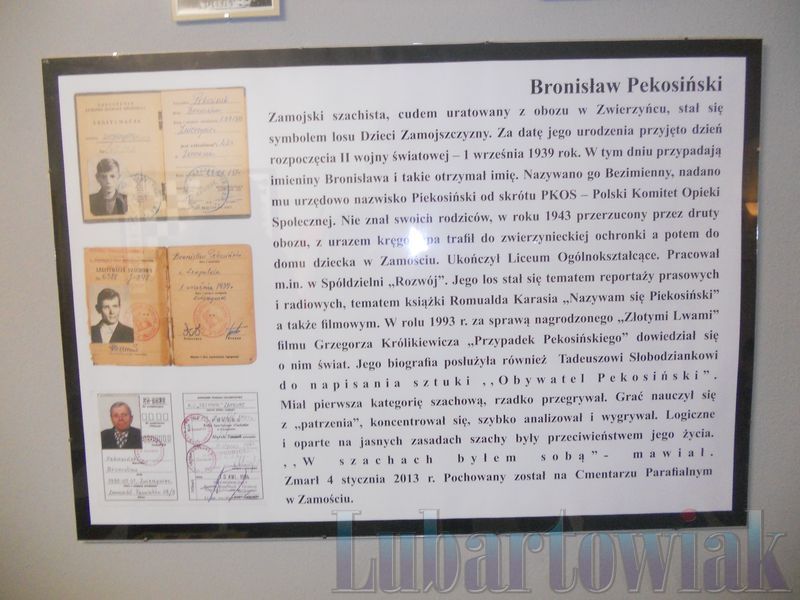 Bronisław Pekosiński
Zamojski szachista, cudem uratowany z obozu w Zwierzyńcu, stał się
symbolem losu Dzieci Zamojszczyzny. Za datę jego urodzenia przyjęto dzień
rozpoczęcia II wojny światowej – 1 września 1939 rok. W tym dniu przypadają
imieniny Bronisława i takie otrzymał imię. Nazywano go Bezimienny, nadano
mu urzędowo nazwisko Piekosiński od skrótu PKOS – Polski Komitet Opieki
Społecznej. Nie znał swoich rodziców, w roku 1943 przerzucony przez druty
obozu, z urazem trafił do zwierzynieckiej ochronki a potem do
domu dziecka w Zamościu. Ukończył Liceum Ogólnokształcące. Pracował
m.in. w Spółdzielni „Rozwój”. Jego los stał się tematem reportaży prasowych
i radiowych, tematem książki Romualda Karasia „Nazywam się Piekosiński”
a także filmowym. W rolu 1993 r. za sprawą nagrodzonego „Złotymi Lwami”
filmu Grzegorza Królikiewicza „Przypadek Pekosińskiego” dowiedział się
o nim świat. Jego biografia posłużyła również Tadeuszowi Słobodziankowi
do napisania sztuki ,,Obywatel Pekosiński”.
Miał pierwsza kategorię szachową, rzadko przegrywał. Grać nauczył się
z „patrzenia”, koncentrował się, szybko analizował i wygrywał. Logiczne
i oparte na jasnych zasadach szachy były przeciwieństwem jego życia.
,,W szachach byłem sobą”- mawiał.
Zmarł 4 stycznia 2013 r. Pochowany został na Cmentarzu Parafialnym
w Zamościu.
Bronisław Pekosiński
1 września 1939
Lubartowiak